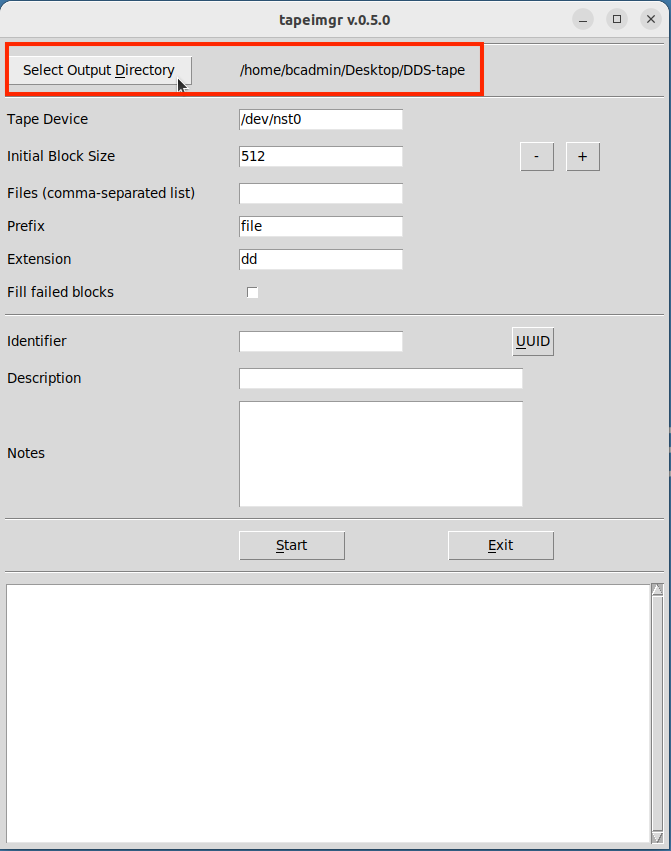 tapeimgr v.0.5.0
Select Output Directory /home/bcadmin/Desktop/DDS-tape
Tape Device /dev/nst0
Initial Block Size 512 - +
Files (comma-separated list)
Prefix file
Extension dd
Fill failed blocks
Identifier UUID
Description
Notes
Start Exit